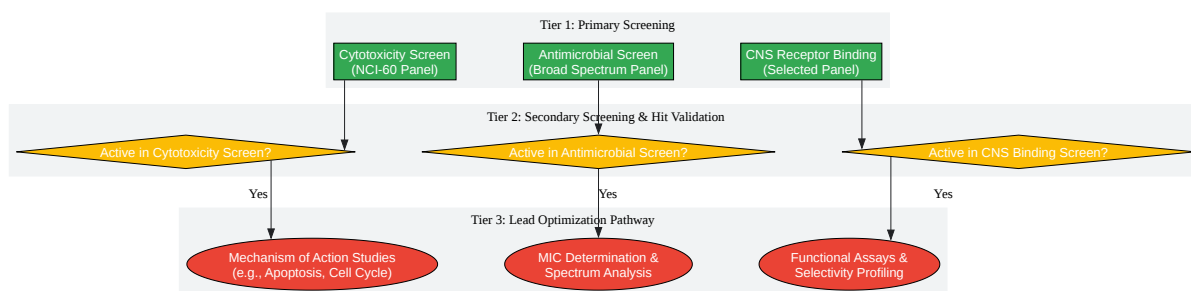 Tier 1: Primary Screening
Cytotoxicity Screen
(NCI-60 Panel)
Antimicrobial Screen
(Broad Spectrum Panel)
CNS Receptor Binding
(Selected Panel)
Tier 2: Secondary Screening & Hit Validation
Active in Cytotoxicity Screen?
Active in Antimicrobial Screen?
Active in CNS Binding Screen?
Yes
Yes
Yes
Tier 3: Lead Optimization Pathway
Mechanism of Action Studies
(e.g., Apoptosis, Cell Cycle)
MIC Determination &
Spectrum Analysis
Functional Assays &
Selectivity Profiling